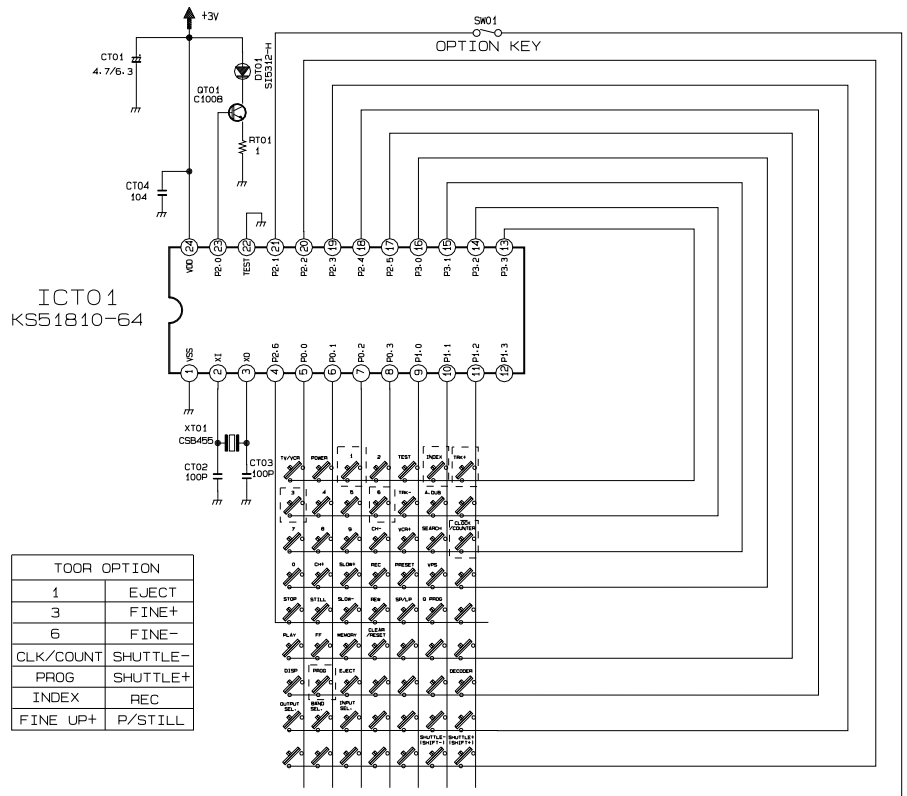 +3V
SW01
OPTION KEY
CT01
4.7/6.3
DT01
SI5312-H
QT01
C1008
RT01
1
CT04
104
24 23 22 21 20 19 18 17 16 15 14 13
VDD P2.0 TEST P2.1 P2.2 P2.3 P2.4 P2.5 P3.0 P3.1 P3.2 P3.3
ICT01
KS51810-64
VSS XI XO P2.6 P0.0 P0.1 P0.2 P0.3 P1.0 P1.1 P1.2 P1.3
1 2 3 4 5 6 7 8 9 10 11 12
XT01
CSB455
CT02
100P
CT03
100P
TV/VCR POWER 1 2 TEST INDEX TRK+
3 4 5 6 TRK- A.DUB
7 8 9 CH- VCR+ SEARCH+ CLOCK
/COUNTER
0 CH+ SLOW+ REC PRESET VPS
STOP STILL SLOW- REW SP/LP Q PROG
PLAY FF MEMORY CLEAR
/RESET
DISP PROG EJECT DECODER
OUTPUT
SEL.
BAND
SEL.
INPUT
SEL.
SHUTTLE-
(SHIFT-)
SHUTTLE+
(SHIFT+)
TOOR OPTION
1 EJECT
3 FINE+
6 FINE-
CLK/COUNT SHUTTLE-
PROG SHUTTLE+
INDEX REC
FINE UP+ P/STILL